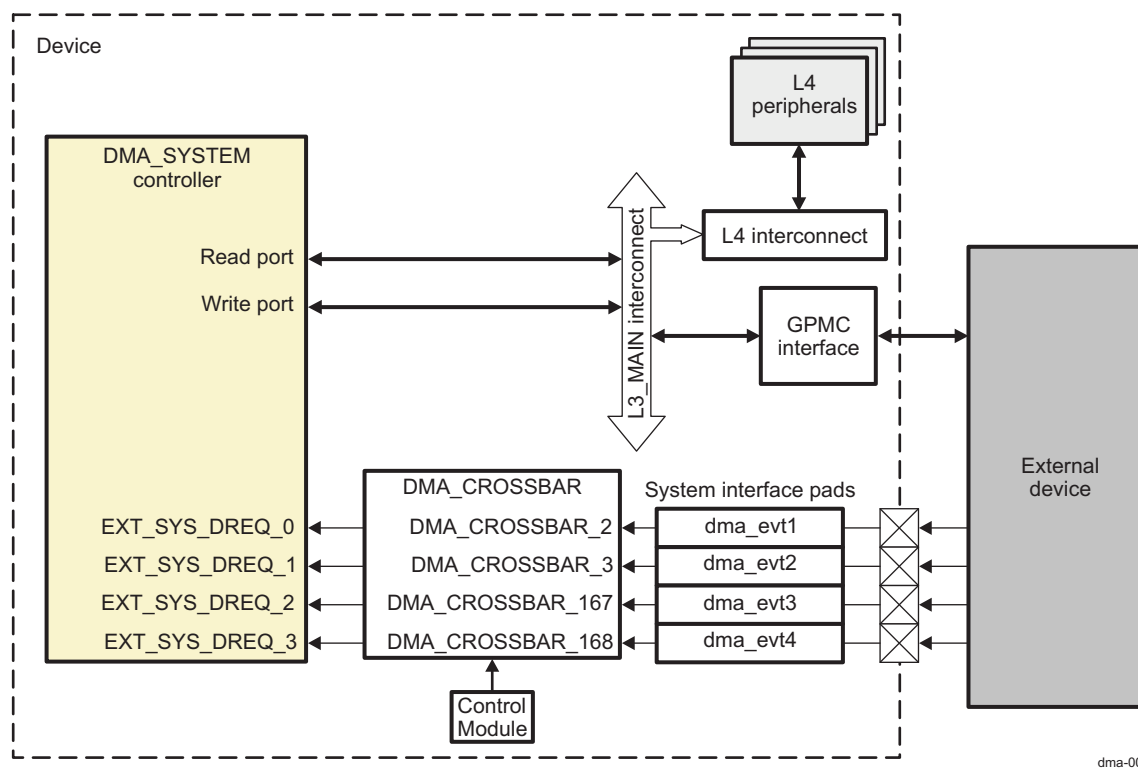 Device
L4
peripherals
DMA_SYSTEM
controller
L3_MAIN interconnect
L4 interconnect
Read port
Write port
GPMC
interface
External
device
DMA_CROSSBAR
System interface pads
EXT_SYS_DREQ_0
DMA_CROSSBAR_2
dma_evt1
EXT_SYS_DREQ_1
DMA_CROSSBAR_3
dma_evt2
EXT_SYS_DREQ_2
DMA_CROSSBAR_167
dma_evt3
EXT_SYS_DREQ_3
DMA_CROSSBAR_168
dma_evt4
Control
Module